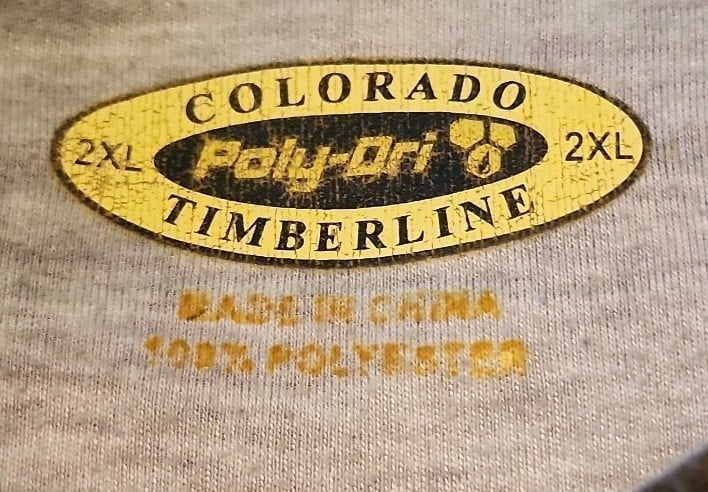 COLORADO
2XL Poly-Dri 2XL
TIMBERLINE
MADE IN CHINA
100% POLYESTER